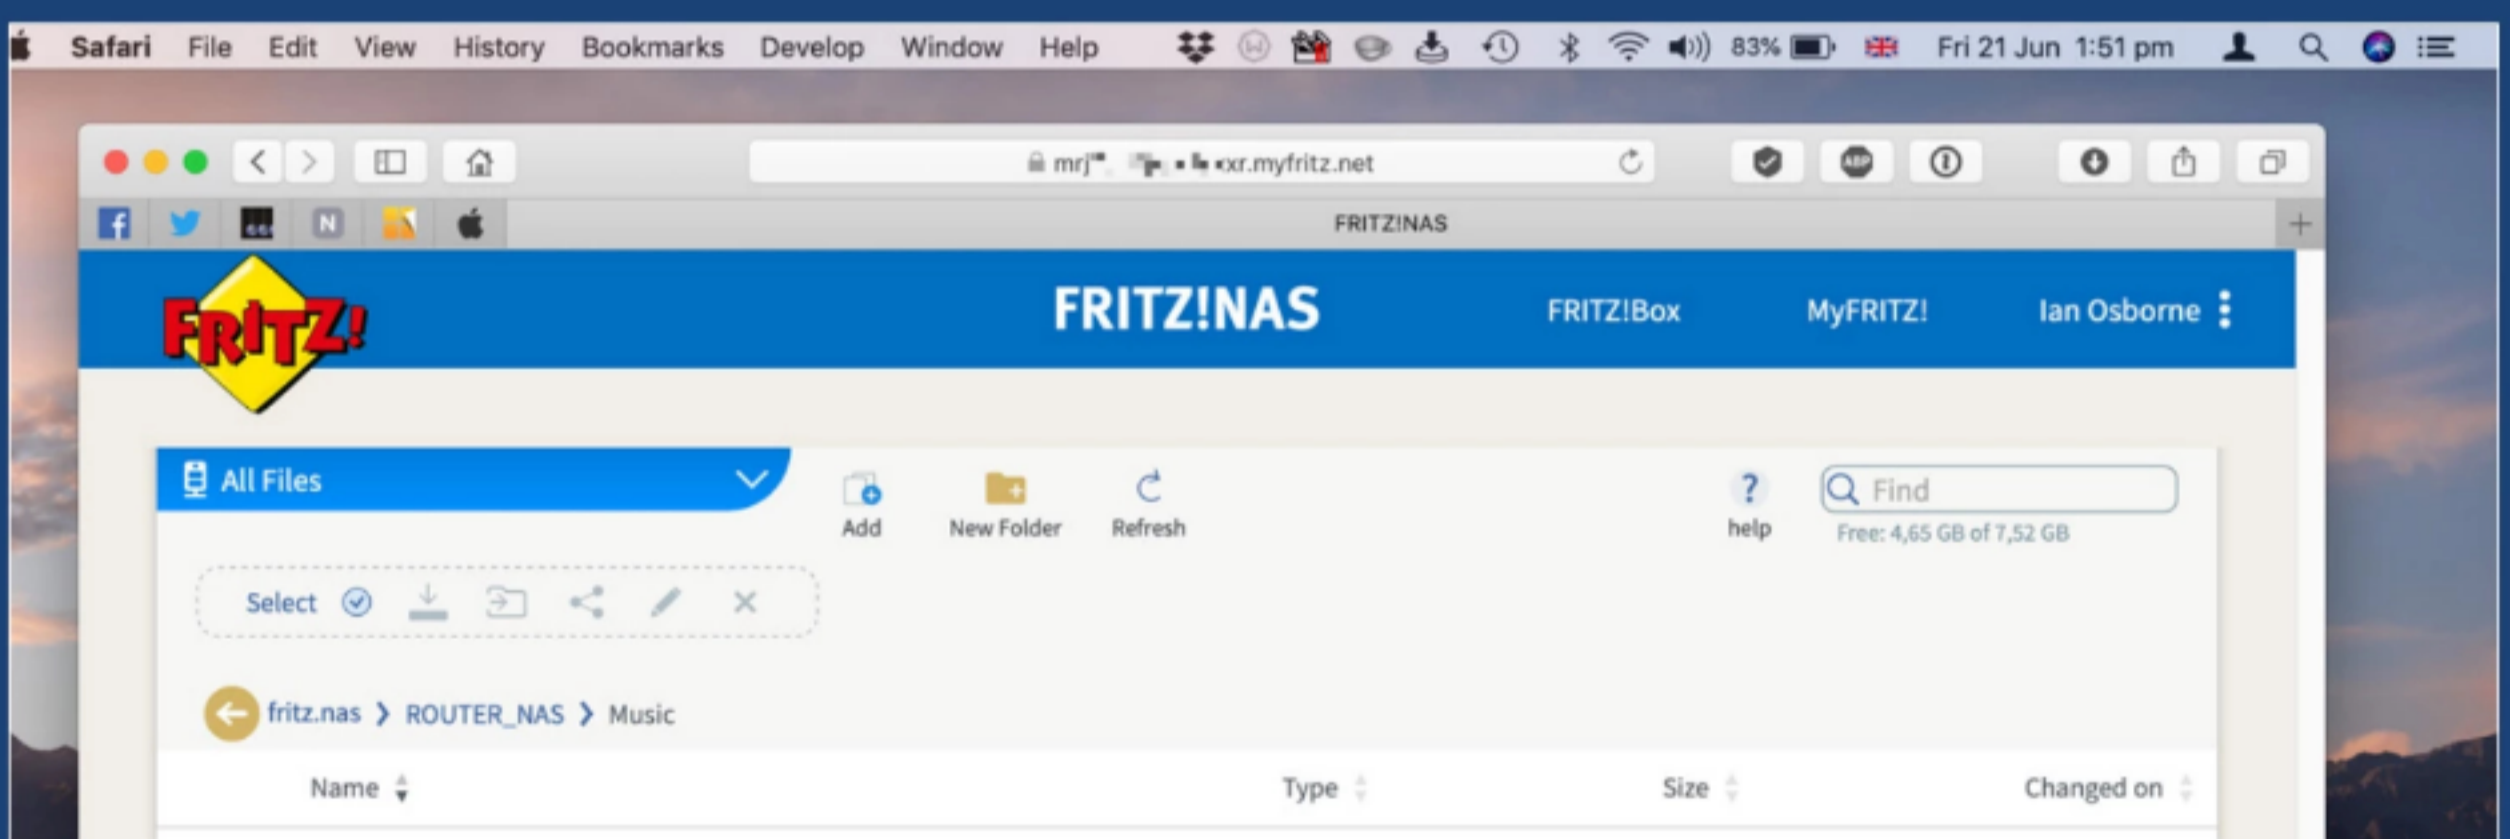 Safari File Edit View History Bookmarks Develop Window Help 83% Fri 21 Jun 1:51 pm
xr.myfritz.net
ABP
f N
FRITZ!NAS
FRITZ!
FRITZ!NAS FRITZ!Box MyFRITZ! Ian Osborne
All Files
Add New Folder Refresh
? help
Find
Free: 4,65 GB of 7,52 GB
Select
fritz.nas ❯ ROUTER_NAS ❯ Music
Name Type Size Changed on